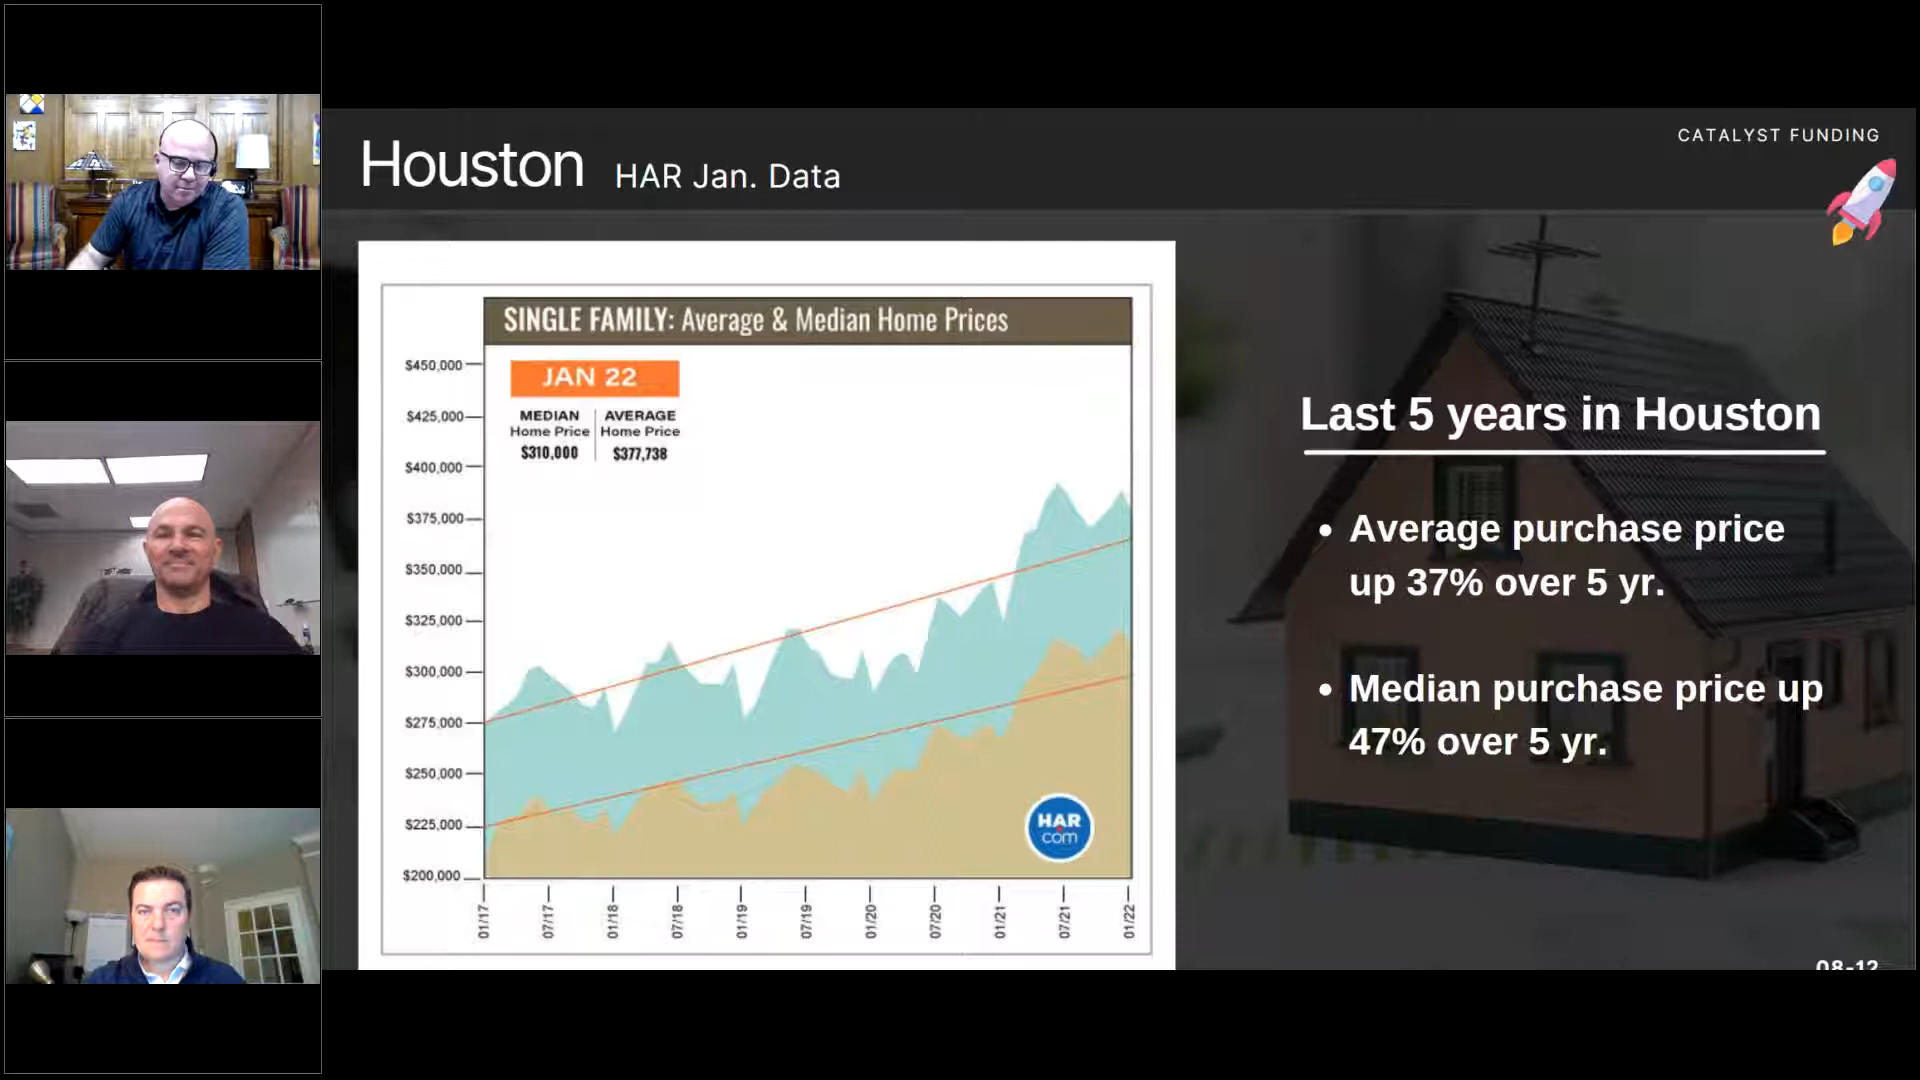 Houston HAR Jan. Data
CATALYST FUNDING
SINGLE FAMILY: Average & Median Home Prices
JAN 22
MEDIAN
Home Price
$310,000
AVERAGE
Home Price
$377,738
$450,000
$425,000
$400,000
$375,000
$350,000
$325,000
$300,000
$275,000
$250,000
$225,000
$200,000
01/17
07/17
01/18
07/18
01/19
07/19
01/20
07/20
01/21
07/21
01/22
HAR
com
Last 5 years in Houston
• Average purchase price
up 37% over 5 yr.
• Median purchase price up
47% over 5 yr.
08-12